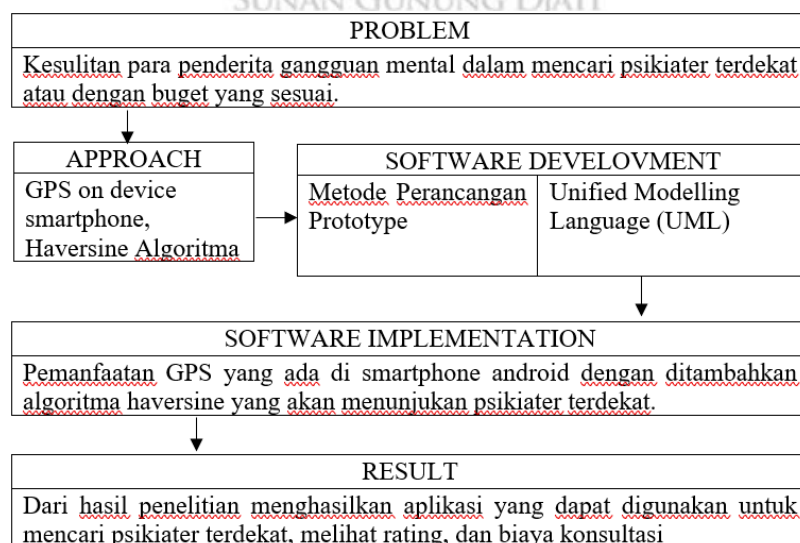 SUNAN GUNUNG DJATI
PROBLEM
Kesulitan para penderita gangguan mental dalam mencari psikiater terdekat
atau dengan buget yang sesuai.
APPROACH
GPS on device
smartphone,
Haversine Algoritma
SOFTWARE DEVELOVMENT
Metode Perancangan
Prototype
Unified Modelling
Language (UML)
SOFTWARE IMPLEMENTATION
Pemanfaatan GPS yang ada di smartphone android dengan ditambahkan
algoritma haversine yang akan menunjukan psikiater terdekat.
RESULT
Dari hasil penelitian menghasilkan aplikasi yang dapat digunakan untuk
mencari psikiater terdekat, melihat rating, dan biaya konsultasi